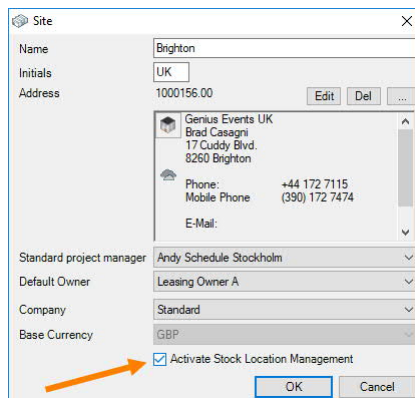 Site
Name Brighton
Initials UK
Address 1000156.00 Edit Del ...
Genius Events UK
Brad Casagni
17 Cuddy Blvd.
8260 Brighton
Phone: +44 172 7115
Mobile Phone (390) 172 7474
E-Mail:
Standard project manager Andy Schedule Stockholm
Default Owner Leasing Owner A
Company Standard
Base Currency GBP
Activate Stock Location Management
OK Cancel